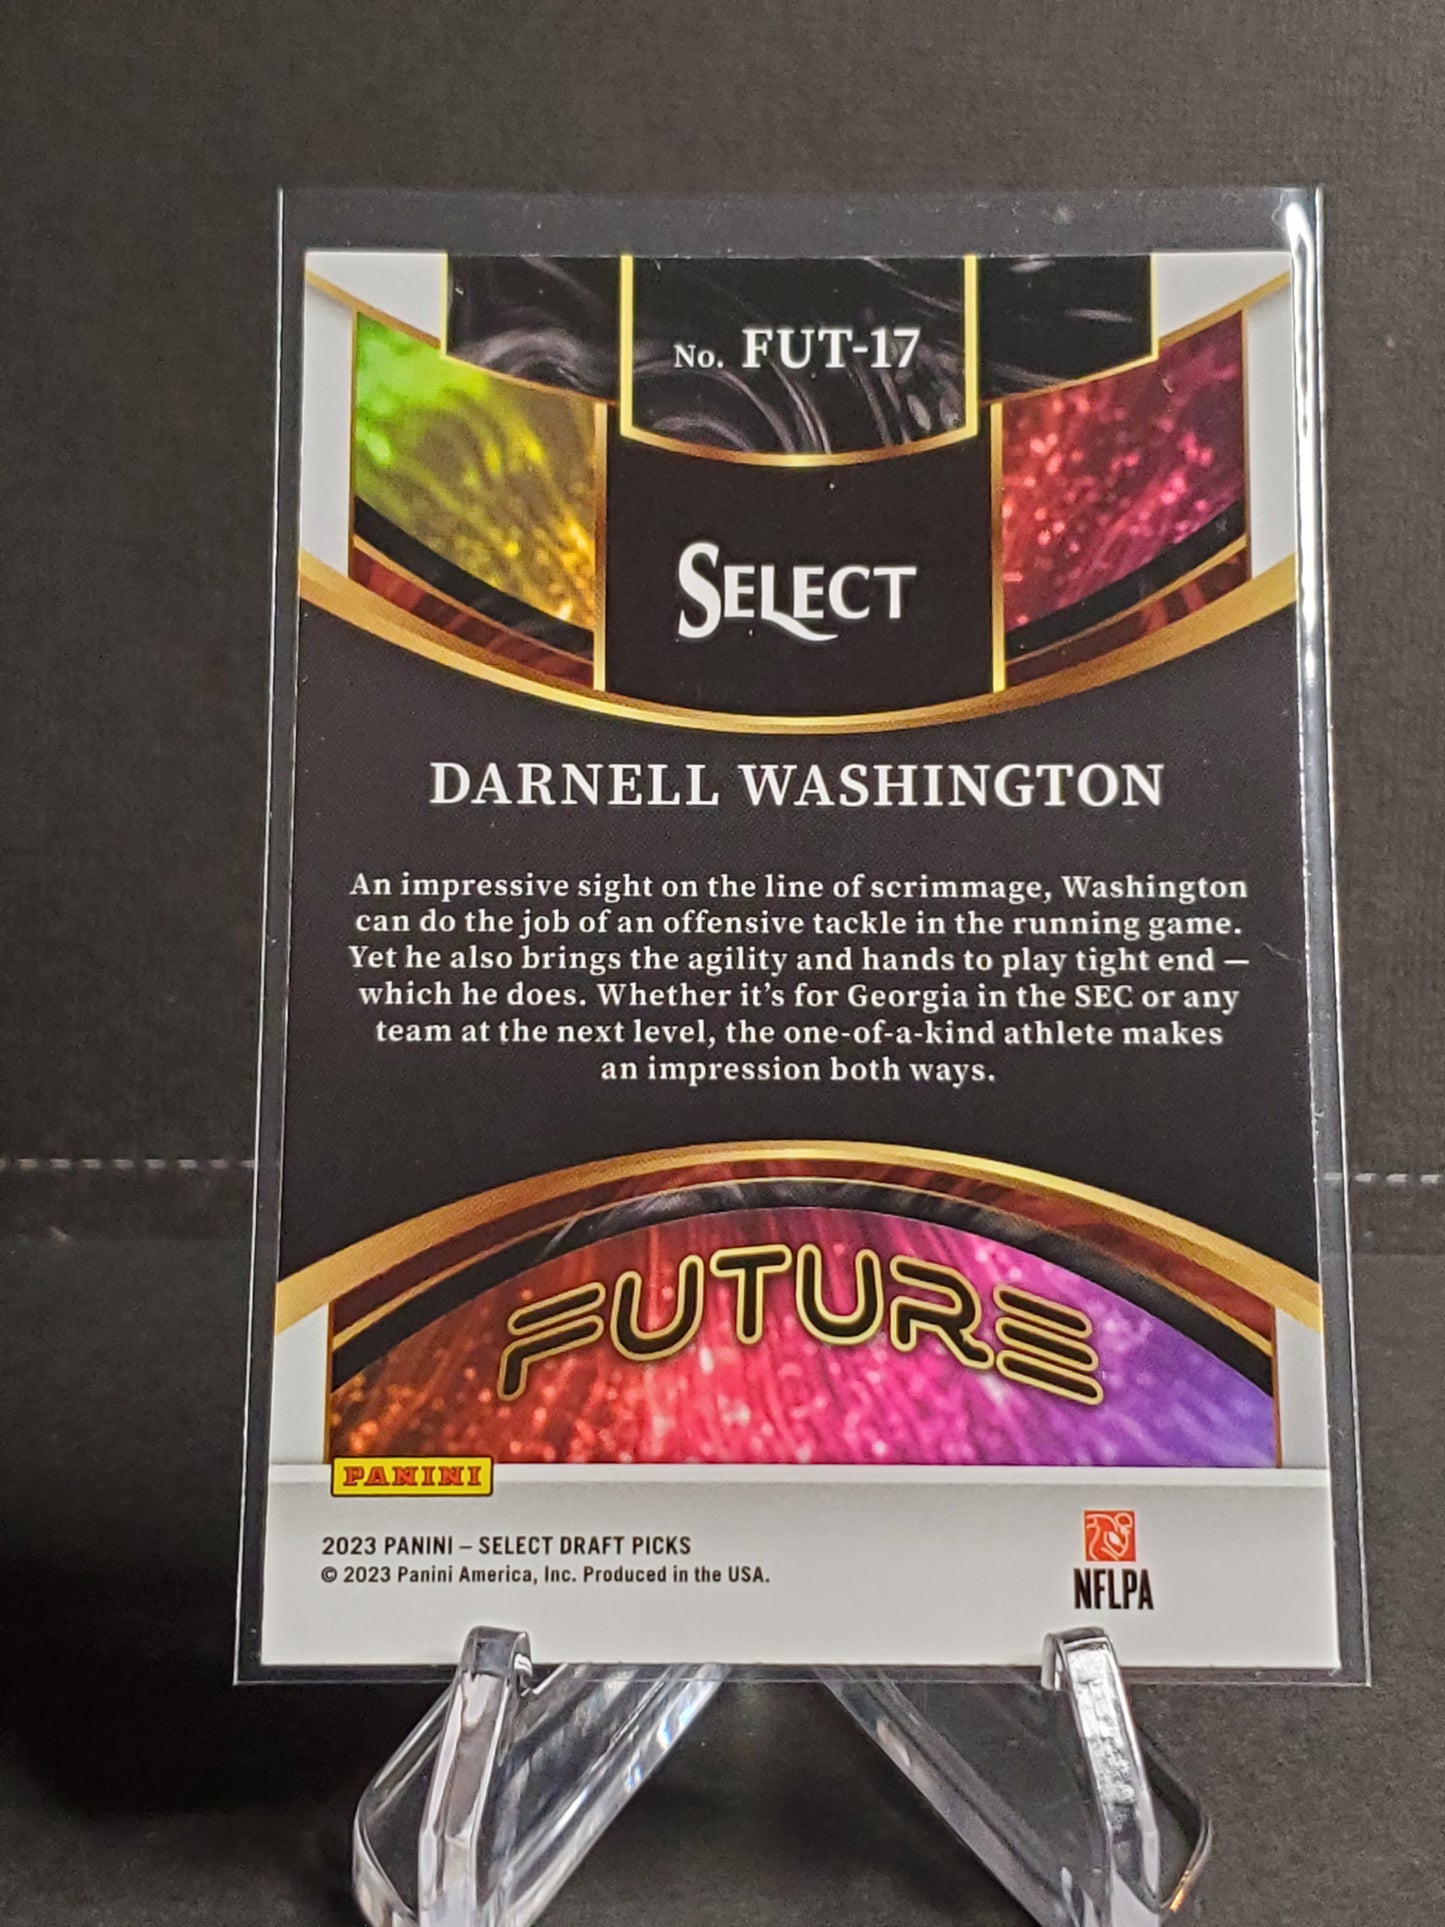 No. FUT-17
SELECT
DARNELL WASHINGTON
An impressive sight on the line of scrimmage, Washington
can do the job of an offensive tackle in the running game.
Yet he also brings the agility and hands to play tight end —
which he does. Whether it's for Georgia in the SEC or any
team at the next level, the one-of-a-kind athlete makes
an impression both ways.
FUTURE
PANINI
2023 PANINI – SELECT DRAFT PICKS
© 2023 Panini America, Inc. Produced in the USA.
NFLPA